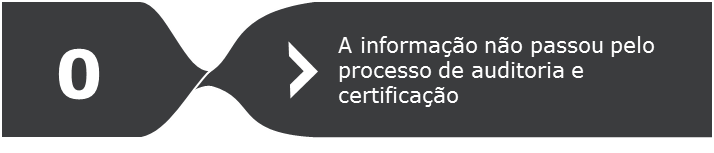 0
A informação não passou pelo
processo de auditoria e
certificação